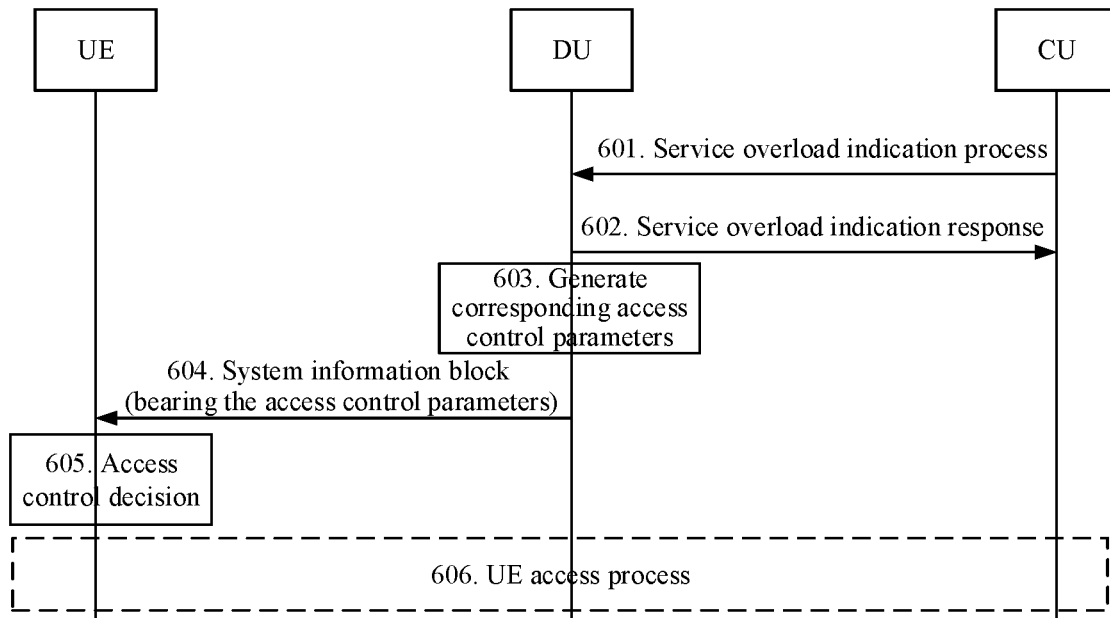 UE
DU
CU
601. Service overload indication process
602. Service overload indication response
603. Generate
corresponding access
control parameters
604. System information block
(bearing the access control parameters)
605. Access
control decision
606. UE access process